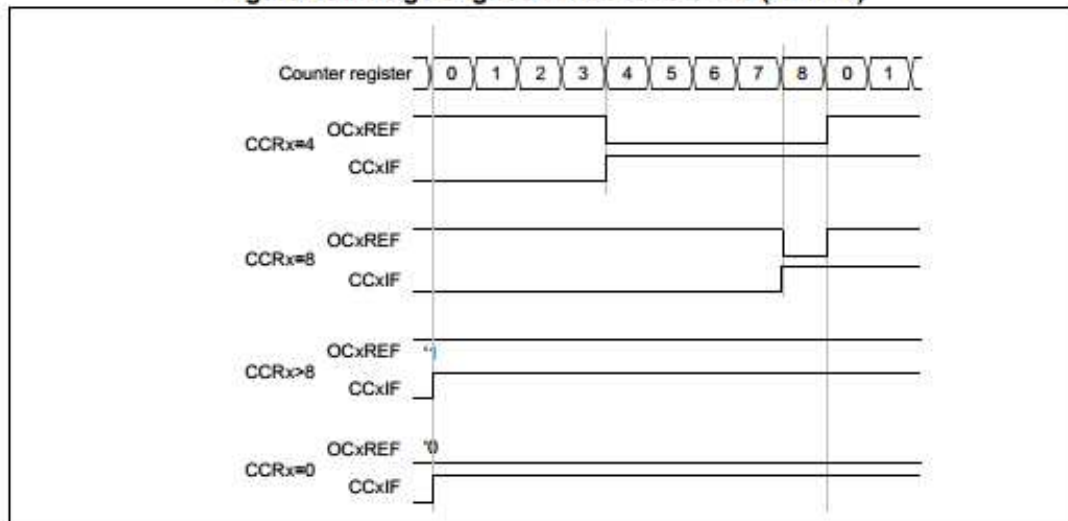 Counter register 0 1 2 3 4 5 6 7 8 0 1
OCxREF
CCRx=4
CCxIF
OCxREF
CCRx=8
CCxIF
OCxREF
CCRx>8
CCxIF
OCxREF '0
CCRx=0
CCxIF